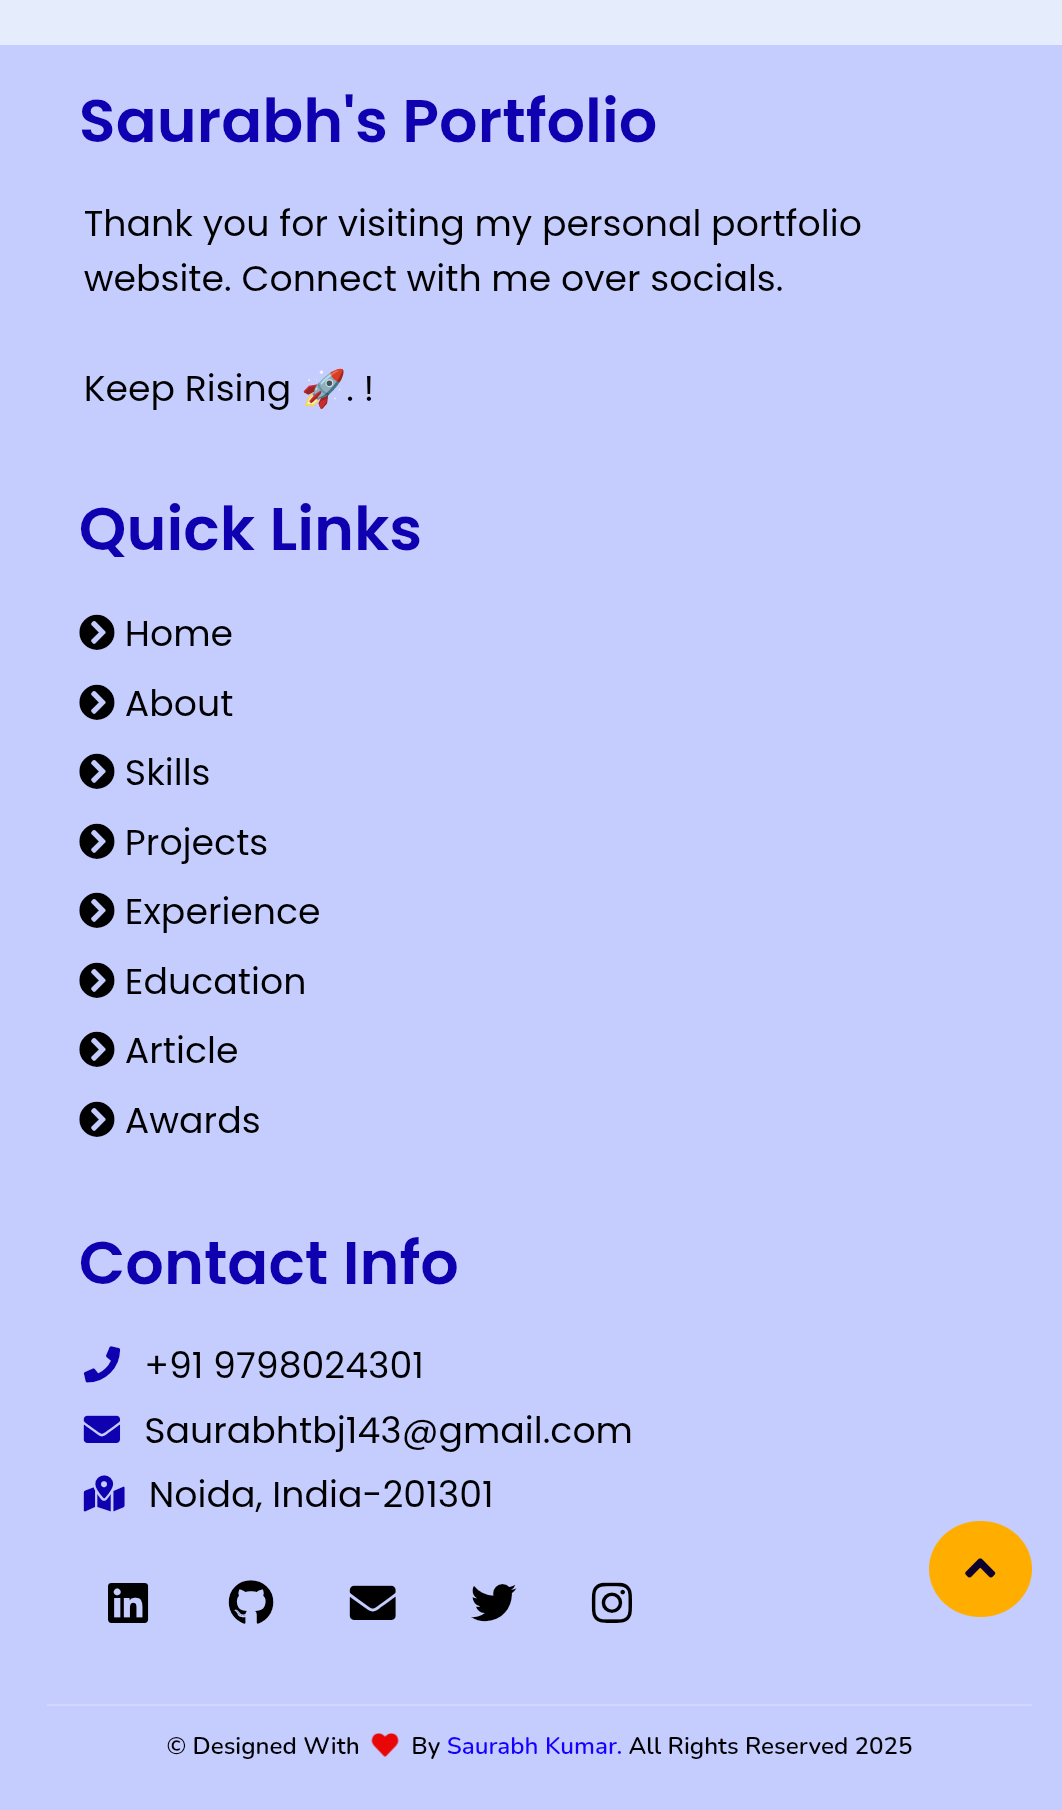 Saurabh's Portfolio
Thank you for visiting my personal portfolio
website. Connect with me over socials.
Keep Rising 🚀. !
Quick Links
Home
About
Skills
Projects
Experience
Education
Article
Awards
Contact Info
+91 9798024301
Saurabhtbj143@gmail.com
Noida, India-201301
© Designed With ❤️ By Saurabh Kumar. All Rights Reserved 2025